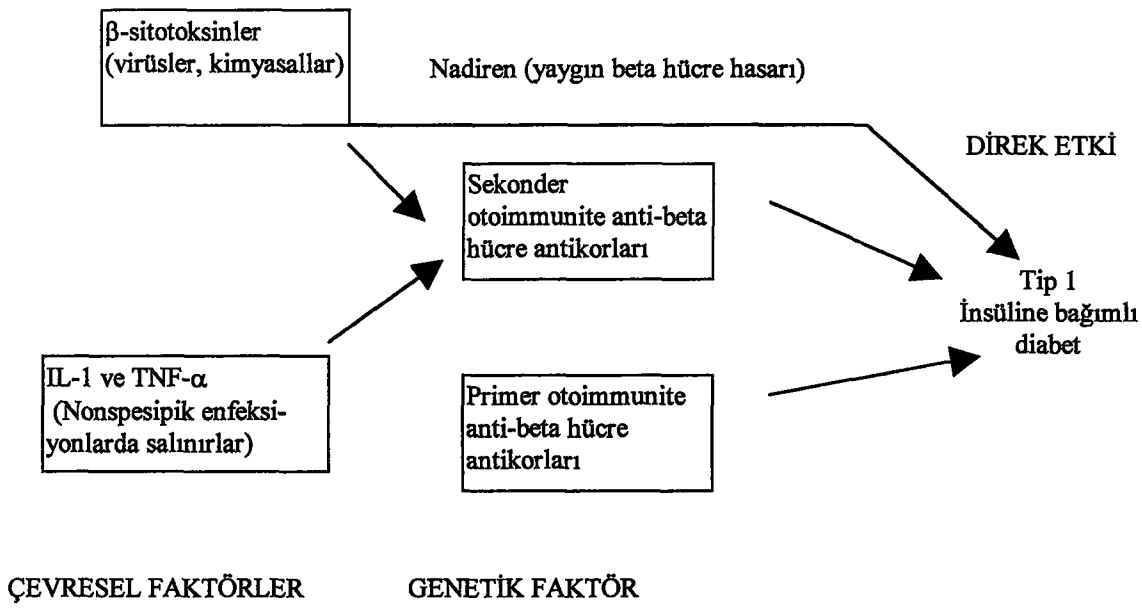 β-sitotoksinler
(virüsler, kimyasallar)
Nadiren (yaygın beta hücre hasarı)
DİREK ETKİ
Sekonder
otoimmunite anti-beta
hücre antikorları
Tip 1
İnsüline bağımlı
diabet
IL-1 ve TNF-α
(Nonspesipik enfeksi-
yonlarda salınırlar)
Primer otoimmunite
anti-beta hücre
antikorları
ÇEVRESEL FAKTÖRLER
GENETİK FAKTÖR